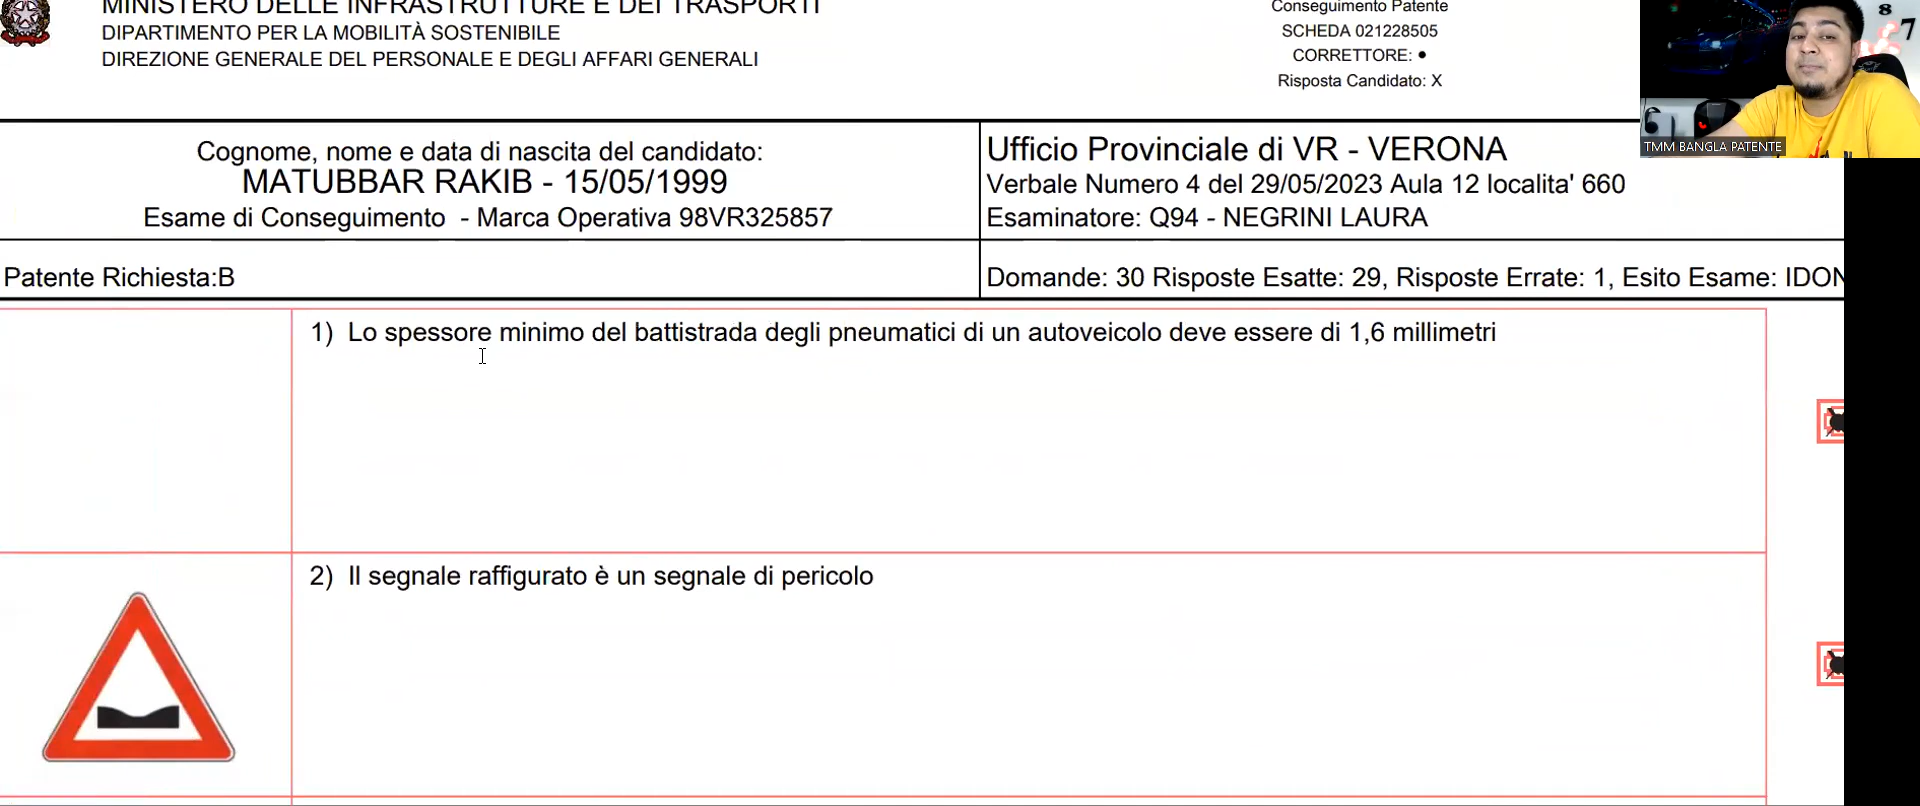 MINISTERO DELLE INFRASTRUTTURE E DEI TRASPORTI
DIPARTIMENTO PER LA MOBILITÀ SOSTENIBILE
DIREZIONE GENERALE DEL PERSONALE E DEGLI AFFARI GENERALI
Conseguimento Patente
SCHEDA 021228505
CORRETTORE: ●
Risposta Candidato: X
8
7
6
TMM BANGLA PATENTE
Cognome, nome e data di nascita del candidato:
MATUBBAR RAKIB - 15/05/1999
Esame di Conseguimento - Marca Operativa 98VR325857
Ufficio Provinciale di VR - VERONA
Verbale Numero 4 del 29/05/2023 Aula 12 localita' 660
Esaminatore: Q94 - NEGRINI LAURA
Patente Richiesta:B
Domande: 30 Risposte Esatte: 29, Risposte Errate: 1, Esito Esame: IDON
1) Lo spessore minimo del battistrada degli pneumatici di un autoveicolo deve essere di 1,6 millimetri
2) Il segnale raffigurato è un segnale di pericolo